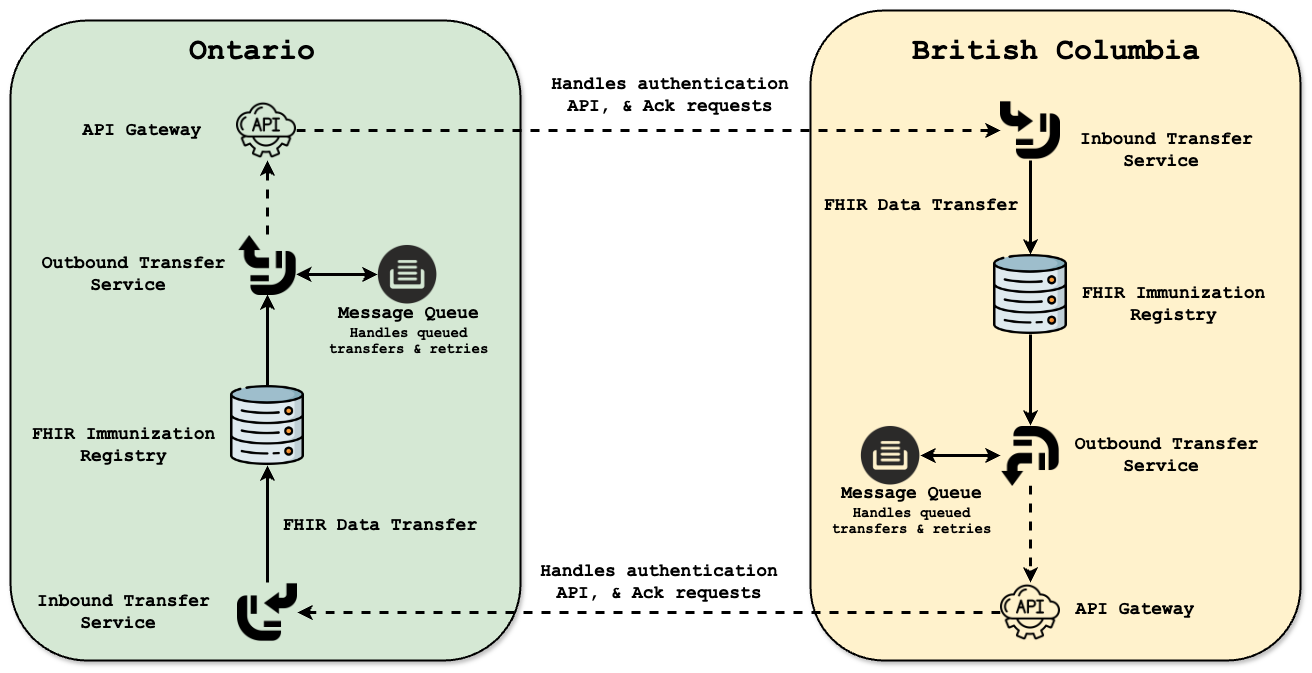 Ontario
API Gateway
API
Outbound Transfer
Service
Message Queue
Handles queued
transfers & retries
FHIR Immunization
Registry
FHIR Data Transfer
Inbound Transfer
Service
Handles authentication
API, & Ack requests
Handles authentication
API, & Ack requests
British Columbia
Inbound Transfer
Service
FHIR Data Transfer
FHIR Immunization
Registry
Outbound Transfer
Service
Message Queue
Handles queued
transfers & retries
API
API Gateway